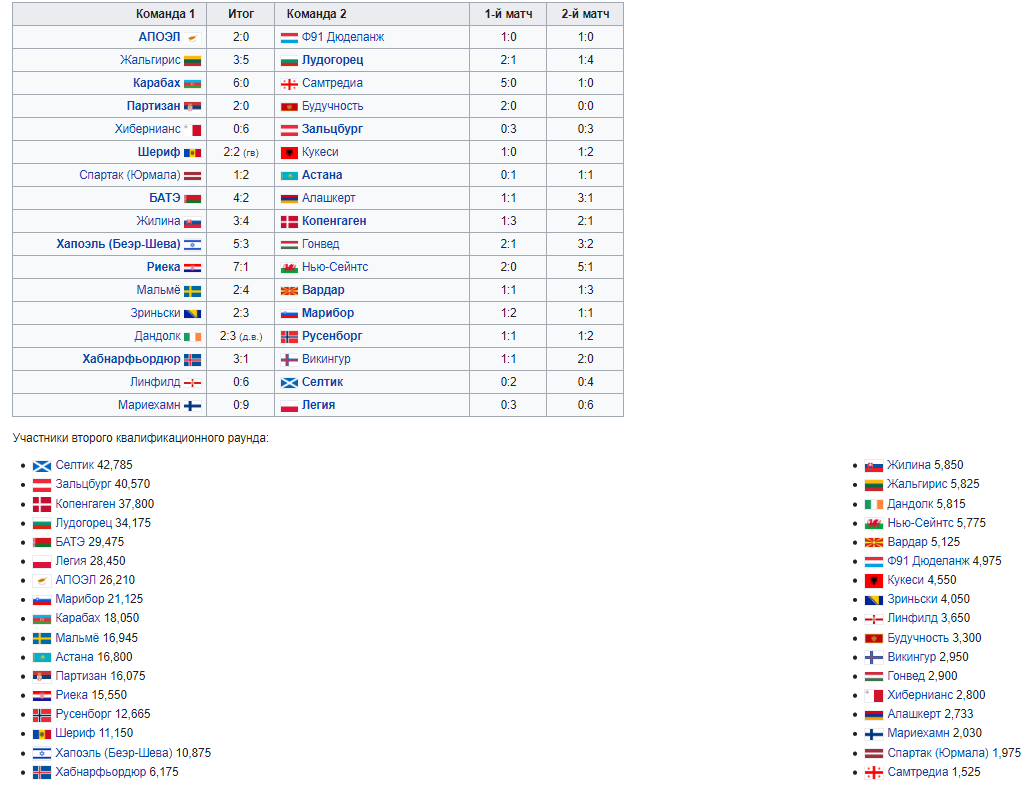 Команда 1 Итог Команда 2 1-й матч 2-й матч
АПОЭЛ 2:0 Ф91 Дюделанж 1:0 1:0
Жальгирис 3:5 Лудогорец 2:1 1:4
Карабах 6:0 Самтредиа 5:0 1:0
Партизан 2:0 Будучность 2:0 0:0
Хибернианс 0:6 Зальцбург 0:3 0:3
Шериф 2:2 (гв) Кукеси 1:0 1:2
Спартак (Юрмала) 1:2 Астана 0:1 1:1
БАТЭ 4:2 Алашкерт 1:1 3:1
Жилина 3:4 Копенгаген 1:3 2:1
Хапоэль (Беэр-Шева) 5:3 Гонвед 2:1 3:2
Риека 7:1 Нью-Сейнтс 2:0 5:1
Мальмё 2:4 Вардар 1:1 1:3
Зриньски 2:3 Марибор 1:2 1:1
Дандолк 2:3 (д.в.) Русенборг 1:1 1:2
Хабнарфьордюр 3:1 Викингур 1:1 2:0
Линфилд 0:6 Селтик 0:2 0:4
Мариехамн 0:9 Легия 0:3 0:6
Участники второго квалификационного раунда:
Селтик 42,785
Зальцбург 40,570
Копенгаген 37,800
Лудогорец 34,175
БАТЭ 29,475
Легия 28,450
АПОЭЛ 26,210
Марибор 21,125
Карабах 18,050
Мальмё 16,945
Астана 16,800
Партизан 16,075
Риека 15,550
Русенборг 12,665
Шериф 11,150
Хапоэль (Беэр-Шева) 10,875
Хабнарфьордюр 6,175
Жилина 5,850
Жальгирис 5,825
Дандолк 5,815
Нью-Сейнтс 5,775
Вардар 5,125
Ф91 Дюделанж 4,975
Кукеси 4,550
Зриньски 4,050
Линфилд 3,650
Будучность 3,300
Викингур 2,950
Гонвед 2,900
Хибернианс 2,800
Алашкерт 2,733
Мариехамн 2,030
Спартак (Юрмала) 1,975
Самтредиа 1,525